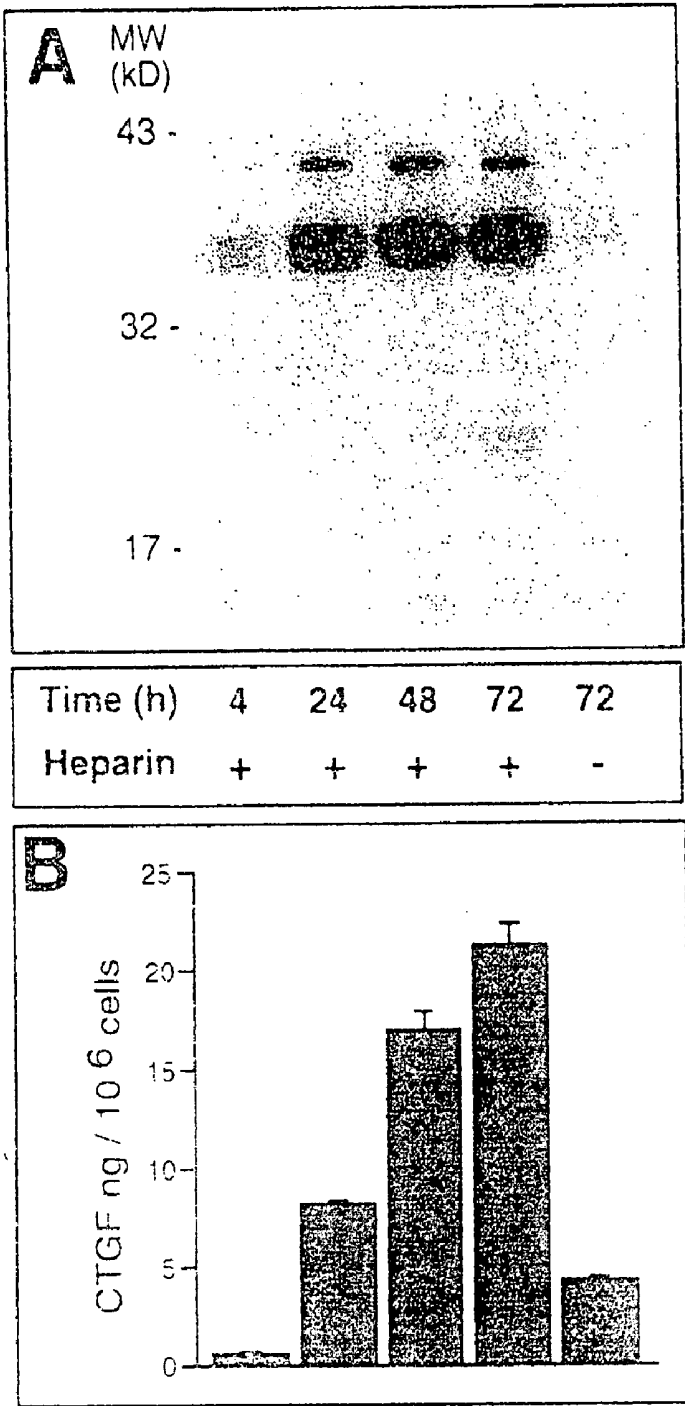 A
MW
(kD)
43 -
32 -
17 -
Time (h) 4 24 48 72 72
Heparin + + + + -
B
CTGF ng / 10 6 cells
25
20
15
10
5
0